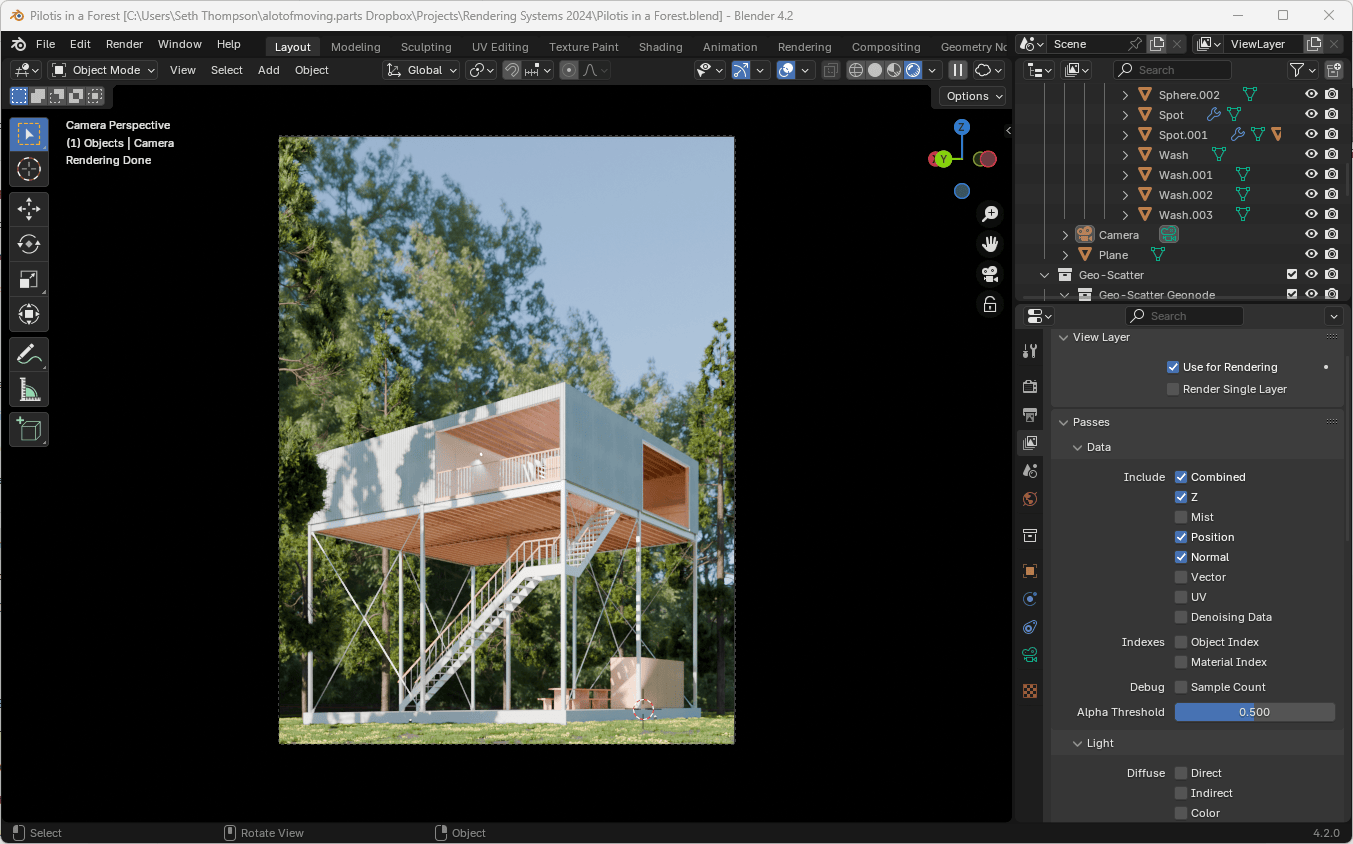 Pilotis in a Forest [C:\Users\Seth Thompson\alotofmoving.parts Dropbox\Projects\Rendering Systems 2024\Pilotis in a Forest.blend] - Blender 4.2
File Edit Render Window Help Layout Modeling Sculpting UV Editing Texture Paint Shading Animation Rendering Compositing Geometry No Scene ViewLayer
Object Mode View Select Add Object Global Search
Options
Camera Perspective
(1) Objects | Camera
Rendering Done
Z
Y
Sphere.002
Spot
Spot.001
Wash
Wash.001
Wash.002
Wash.003
Camera
Plane
Geo-Scatter
Geo-Scatter Geonode
Search
View Layer
Use for Rendering
Render Single Layer
Passes
Data
Include Combined
Z
Mist
Position
Normal
Vector
UV
Denoising Data
Indexes Object Index
Material Index
Debug Sample Count
Alpha Threshold 0.500
Light
Diffuse Direct
Indirect
Color
Select Rotate View Object 4.2.0